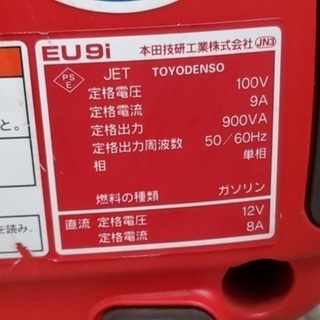 EU9i 本田技研工業株式会社 JN3
PSE JET TOYODENSO
定格電圧 100V
定格電流 9A
定格出力 900VA
定格出力周波数 50/60Hz
相 単相
燃料の種類 ガソリン
直流 定格電圧 12V
定格電流 8A
と。
を読み、